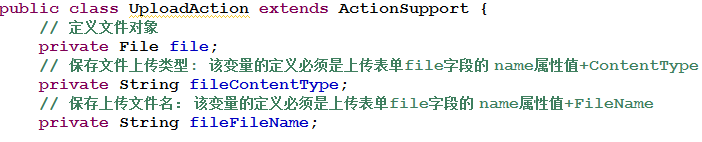 public class UploadAction extends ActionSupport {
// 定义文件对象
private File file;
// 保存文件上传类型: 该变量的定义必须是上传表单file字段的 name属性值+ContentType
private String fileContentType;
// 保存上传文件名: 该变量的定义必须是上传表单file字段的 name属性值+FileName
private String fileFileName;